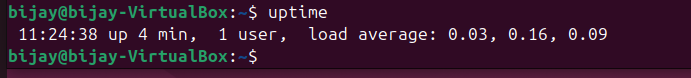 bijay@bijay-VirtualBox:~$ uptime
 11:24:38 up 4 min,  1 user,  load average: 0.03, 0.16, 0.09
bijay@bijay-VirtualBox:~$